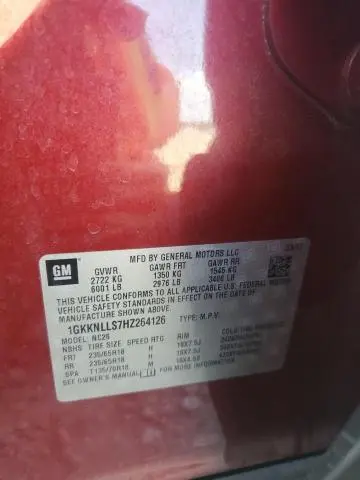 GM
MFD BY GENERAL MOTORS LLC
GVWR GAWR FRT GAWR RR
2722 KG 1350 KG 1545 KG
6001 LB 2976 LB 3406 LB
THIS VEHICLE CONFORMS TO ALL APPLICABLE U.S. FEDERAL MOTOR
VEHICLE SAFETY STANDARDS IN EFFECT ON THE DATE OF
MANUFACTURE SHOWN ABOVE.
1GKKNLLS7HZ264126 TYPE: M.P.V.
MODEL: NC26
NBHS TIRE SIZE SPEED RTG RIM
FRT 235/65R18 H 18X7.5J
RR 235/65R18 H 18X7.5J
SPA T135/70R18 M
SEE OWNER'S MANUAL FOR MORE INFORMATION